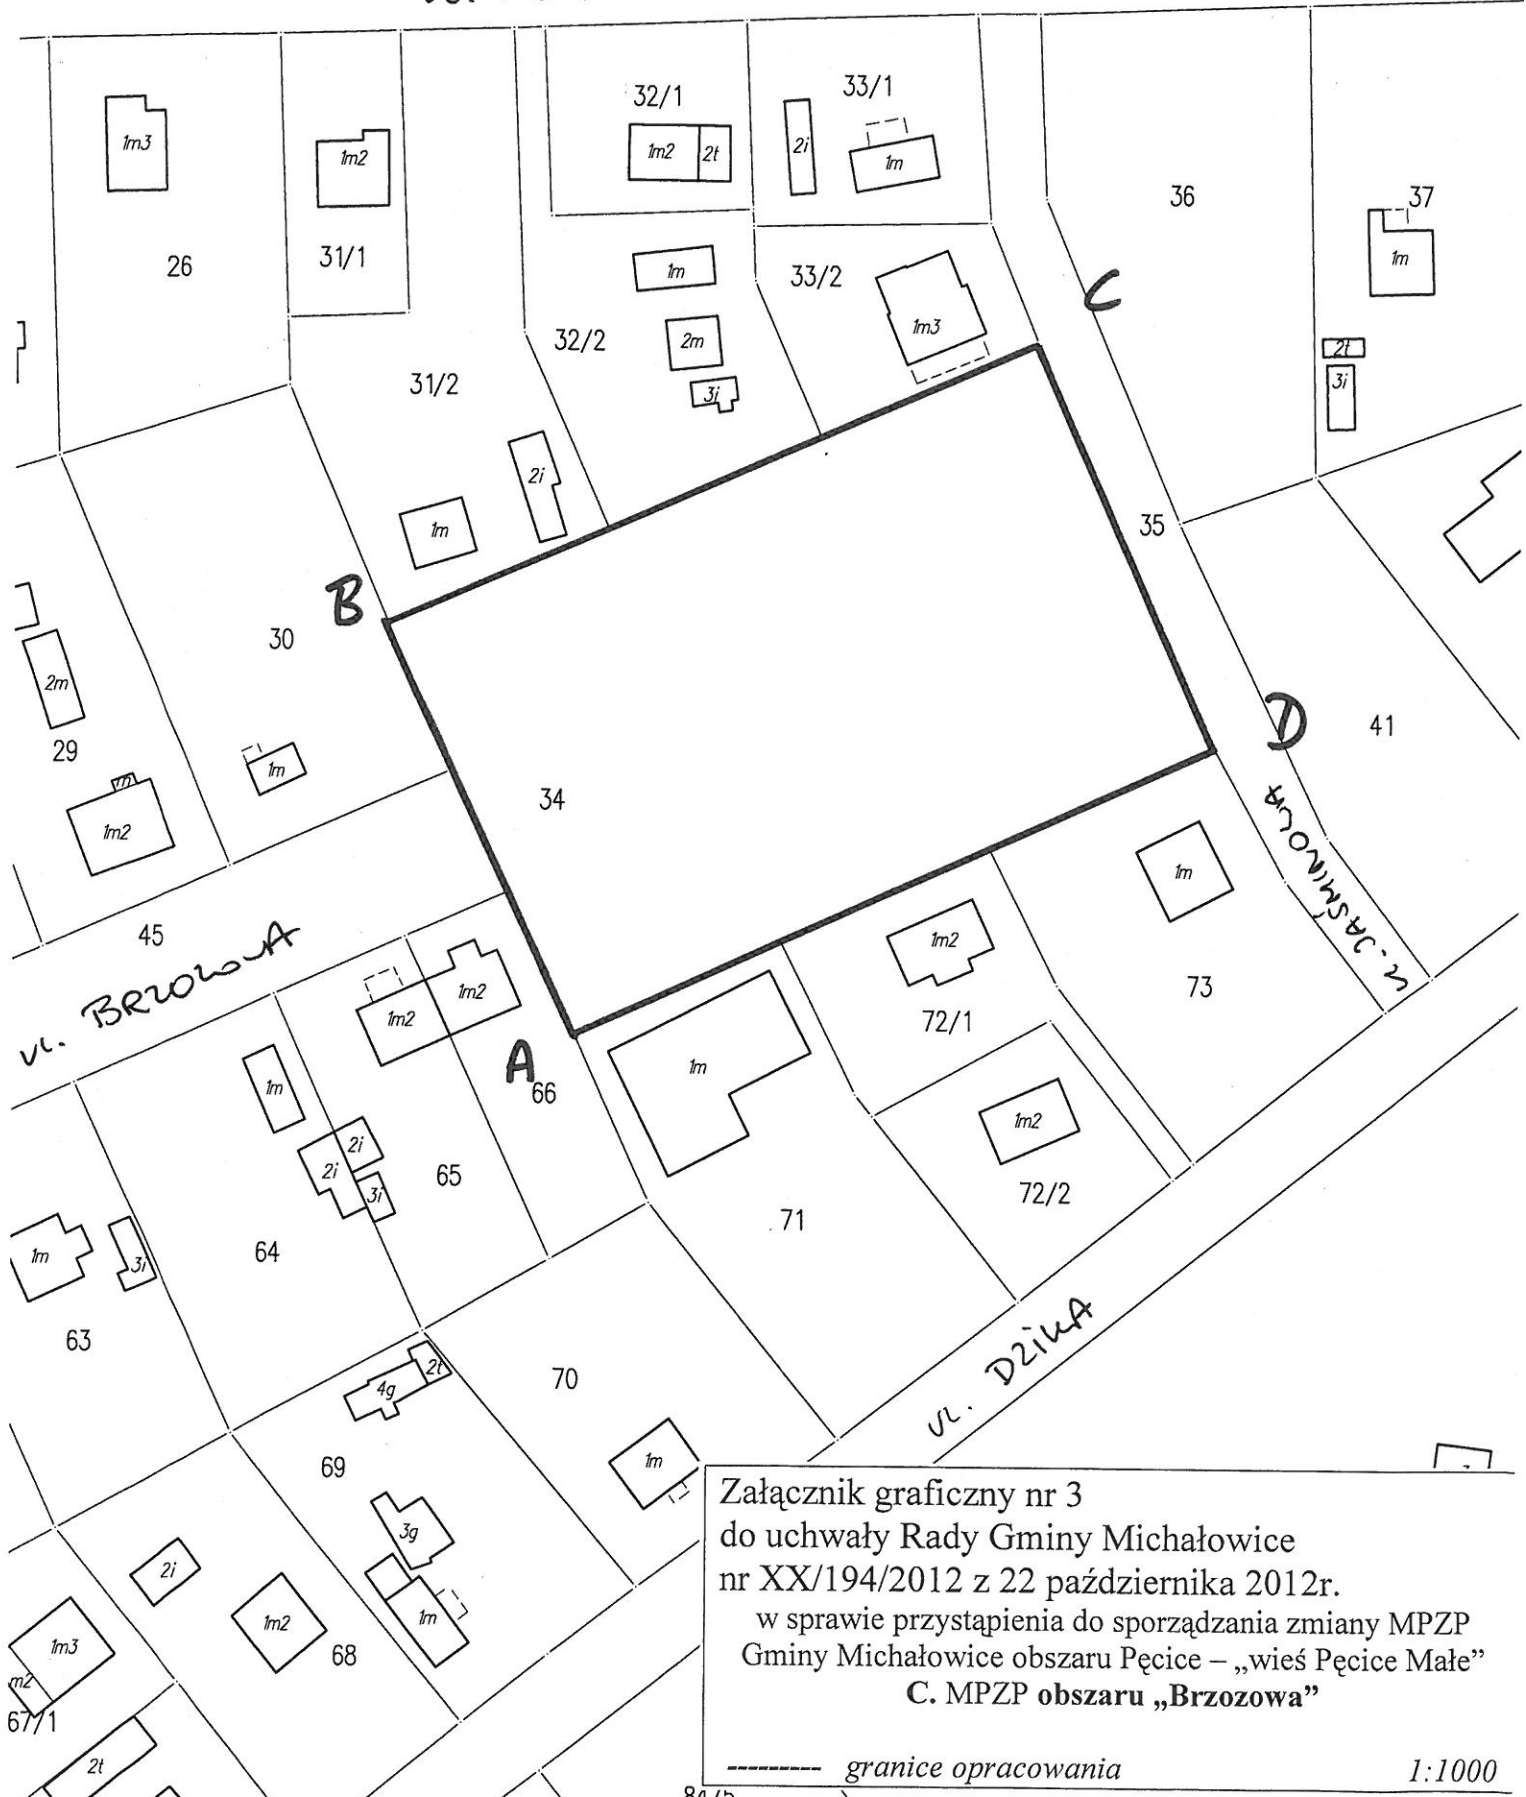 32/1
33/1
1m3
1m2
1m2
2t
2i
1m
36
37
26
31/1
1m
33/2
1m
32/2
2m
1m3
C
2t
31/2
3i
3i
2i
1m
35
B
30
2m
29
1m
m
1m2
34
D
41
ul. JAŚMINOWA
1m
45
ul. BRZOZOWA
1m2
1m2
1m2
72/1
73
A
66
1m
1m
2i
2i
3i
65
1m2
72/2
71
1m
3i
64
63
ul. DZIKA
2t
4g
70
69
1m
3g
2i
1m2
1m
68
1m3
m2
67/1
2t
Załącznik graficzny nr 3
do uchwały Rady Gminy Michałowice
nr XX/194/2012 z 22 października 2012r.
w sprawie przystąpienia do sporządzania zmiany MPZP
Gminy Michałowice obszaru Pęcice – „wieś Pęcice Małe”
C. MPZP obszaru „Brzozowa”
--------- granice opracowania 1:1000